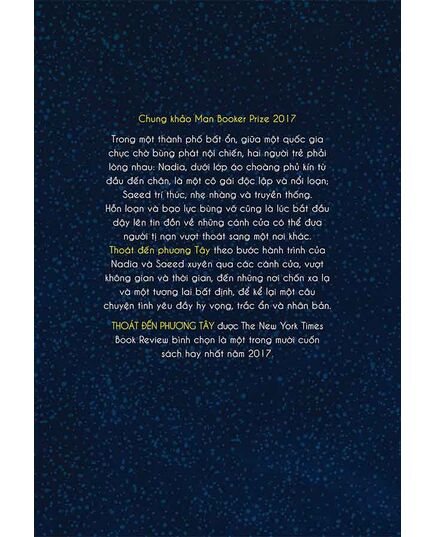 Chung khảo Man Booker Prize 2017
Trong một thành phố bất ổn, giữa một quốc gia
chực chờ bùng phát nội chiến, hai người trẻ phải
lòng nhau: Nadia, dưới lớp áo choàng phủ kín từ
đầu đến chân, là một cô gái độc lập và nổi loạn;
Saeed trí thức, nhẹ nhàng và truyền thống.
Hỗn loạn và bạo lực bùng vỡ cũng là lúc bắt đầu
dậy lên tin đồn về những cánh cửa có thể đưa
người tị nạn vượt thoát sang một nơi khác.
Thoát đến phương Tây theo bước hành trình của
Nadia và Saeed xuyên qua các cánh cửa, vượt
không gian và thời gian, đến những nơi chốn xa lạ
và một tương lai bất định, để kể lại một câu
chuyện tình yêu đầy hy vọng, trắc ẩn và nhân bản.
THOÁT ĐẾN PHƯƠNG TÂY được The New York Times
Book Review bình chọn là một trong mười cuốn
sách hay nhất năm 2017.